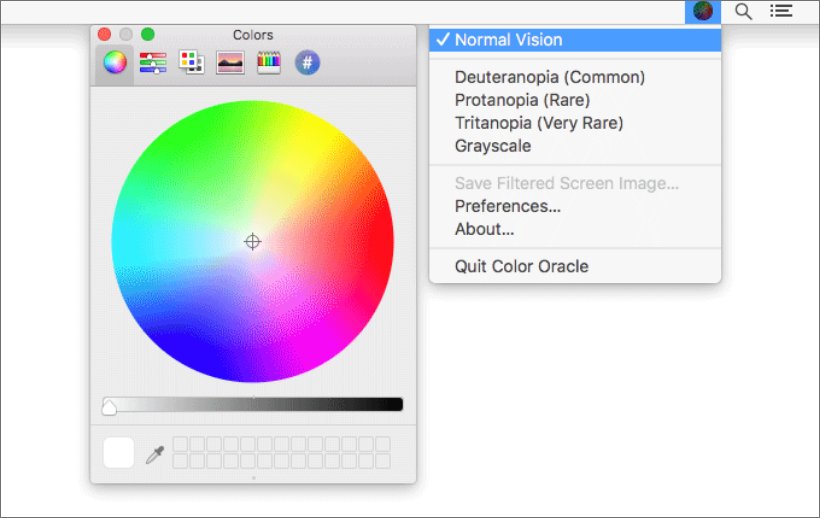 Colors
#
✓ Normal Vision
Deuteranopia (Common)
Protanopia (Rare)
Tritanopia (Very Rare)
Grayscale
Save Filtered Screen Image...
Preferences...
About...
Quit Color Oracle